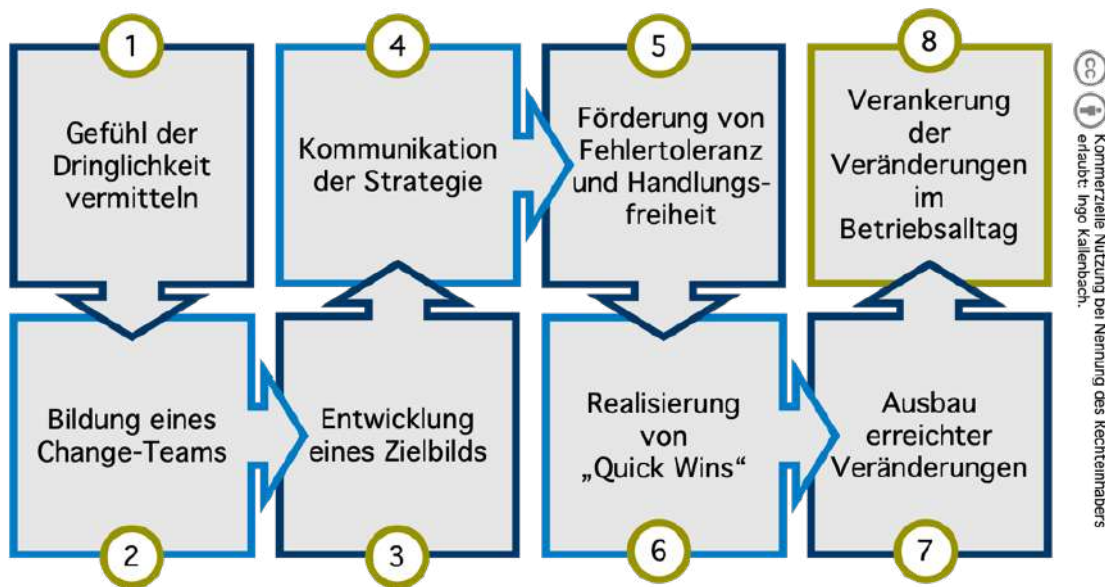 1
Gefühl der
Dringlichkeit
vermitteln
2
Bildung eines
Change-Teams
3
Entwicklung
eines Zielbilds
4
Kommunikation
der Strategie
5
Förderung von
Fehlertoleranz
und Handlungs-
freiheit
6
Realisierung
von
„Quick Wins“
7
Ausbau
erreichter
Veränderungen
8
Verankerung
der
Veränderungen
im
Betriebsalltag
cc
Kommerzielle Nutzung bei Nennung des Rechteinhabers
erlaubt: Ingo Kallenbach.